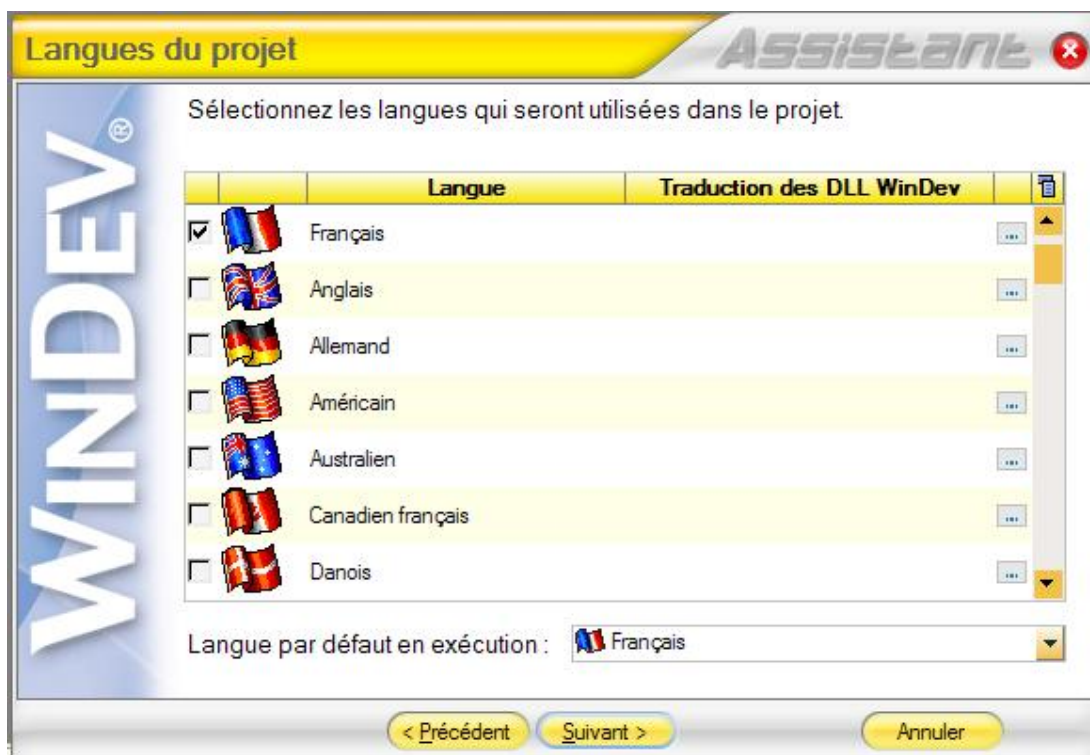 Langues du projet
Assistant
WINDEV®
Sélectionnez les langues qui seront utilisées dans le projet.
Langue Traduction des DLL WinDev
Français ...
Anglais ...
Allemand ...
Américain ...
Australien ...
Canadien français ...
Danois ...
Langue par défaut en exécution : Français
< Précédent Suivant > Annuler